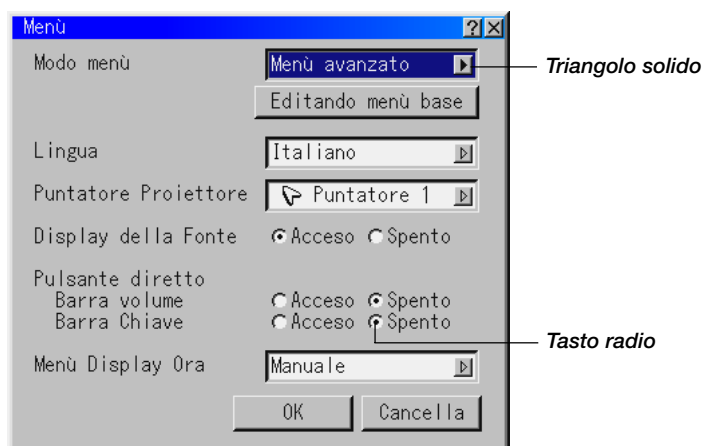 Menù
Modo menù Menù avanzato
Triangolo solido
Editando menù base
Lingua Italiano
Puntatore Proiettore Puntatore 1
Display della Fonte Acceso Spento
Pulsante diretto
Barra volume Acceso Spento
Barra Chiave Acceso Spento
Tasto radio
Menù Display Ora Manuale
OK Cancella